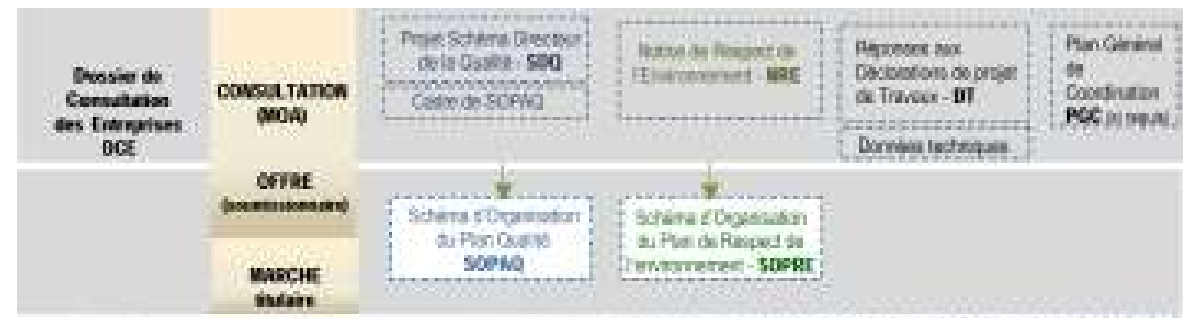 Dossier de
Consultation
des Entreprises
DCE
CONSULTATION
(MOA)
Projet Schéma Directeur
de la Qualité - SDQ
Cadre de SOPAQ
Notice de Respect de
l'Environnement - NRE
Réponses aux
Déclarations de projet
de Travaux - DT
Données techniques
Plan Général
de
Coordination
PGC (si requis)
OFFRE
(soumissionnaire)
Schéma d'Organisation
du Plan Qualité
SOPAQ
Schéma d'Organisation
du Plan de Respect de
l'environnement - SOPRE
MARCHE
titulaire